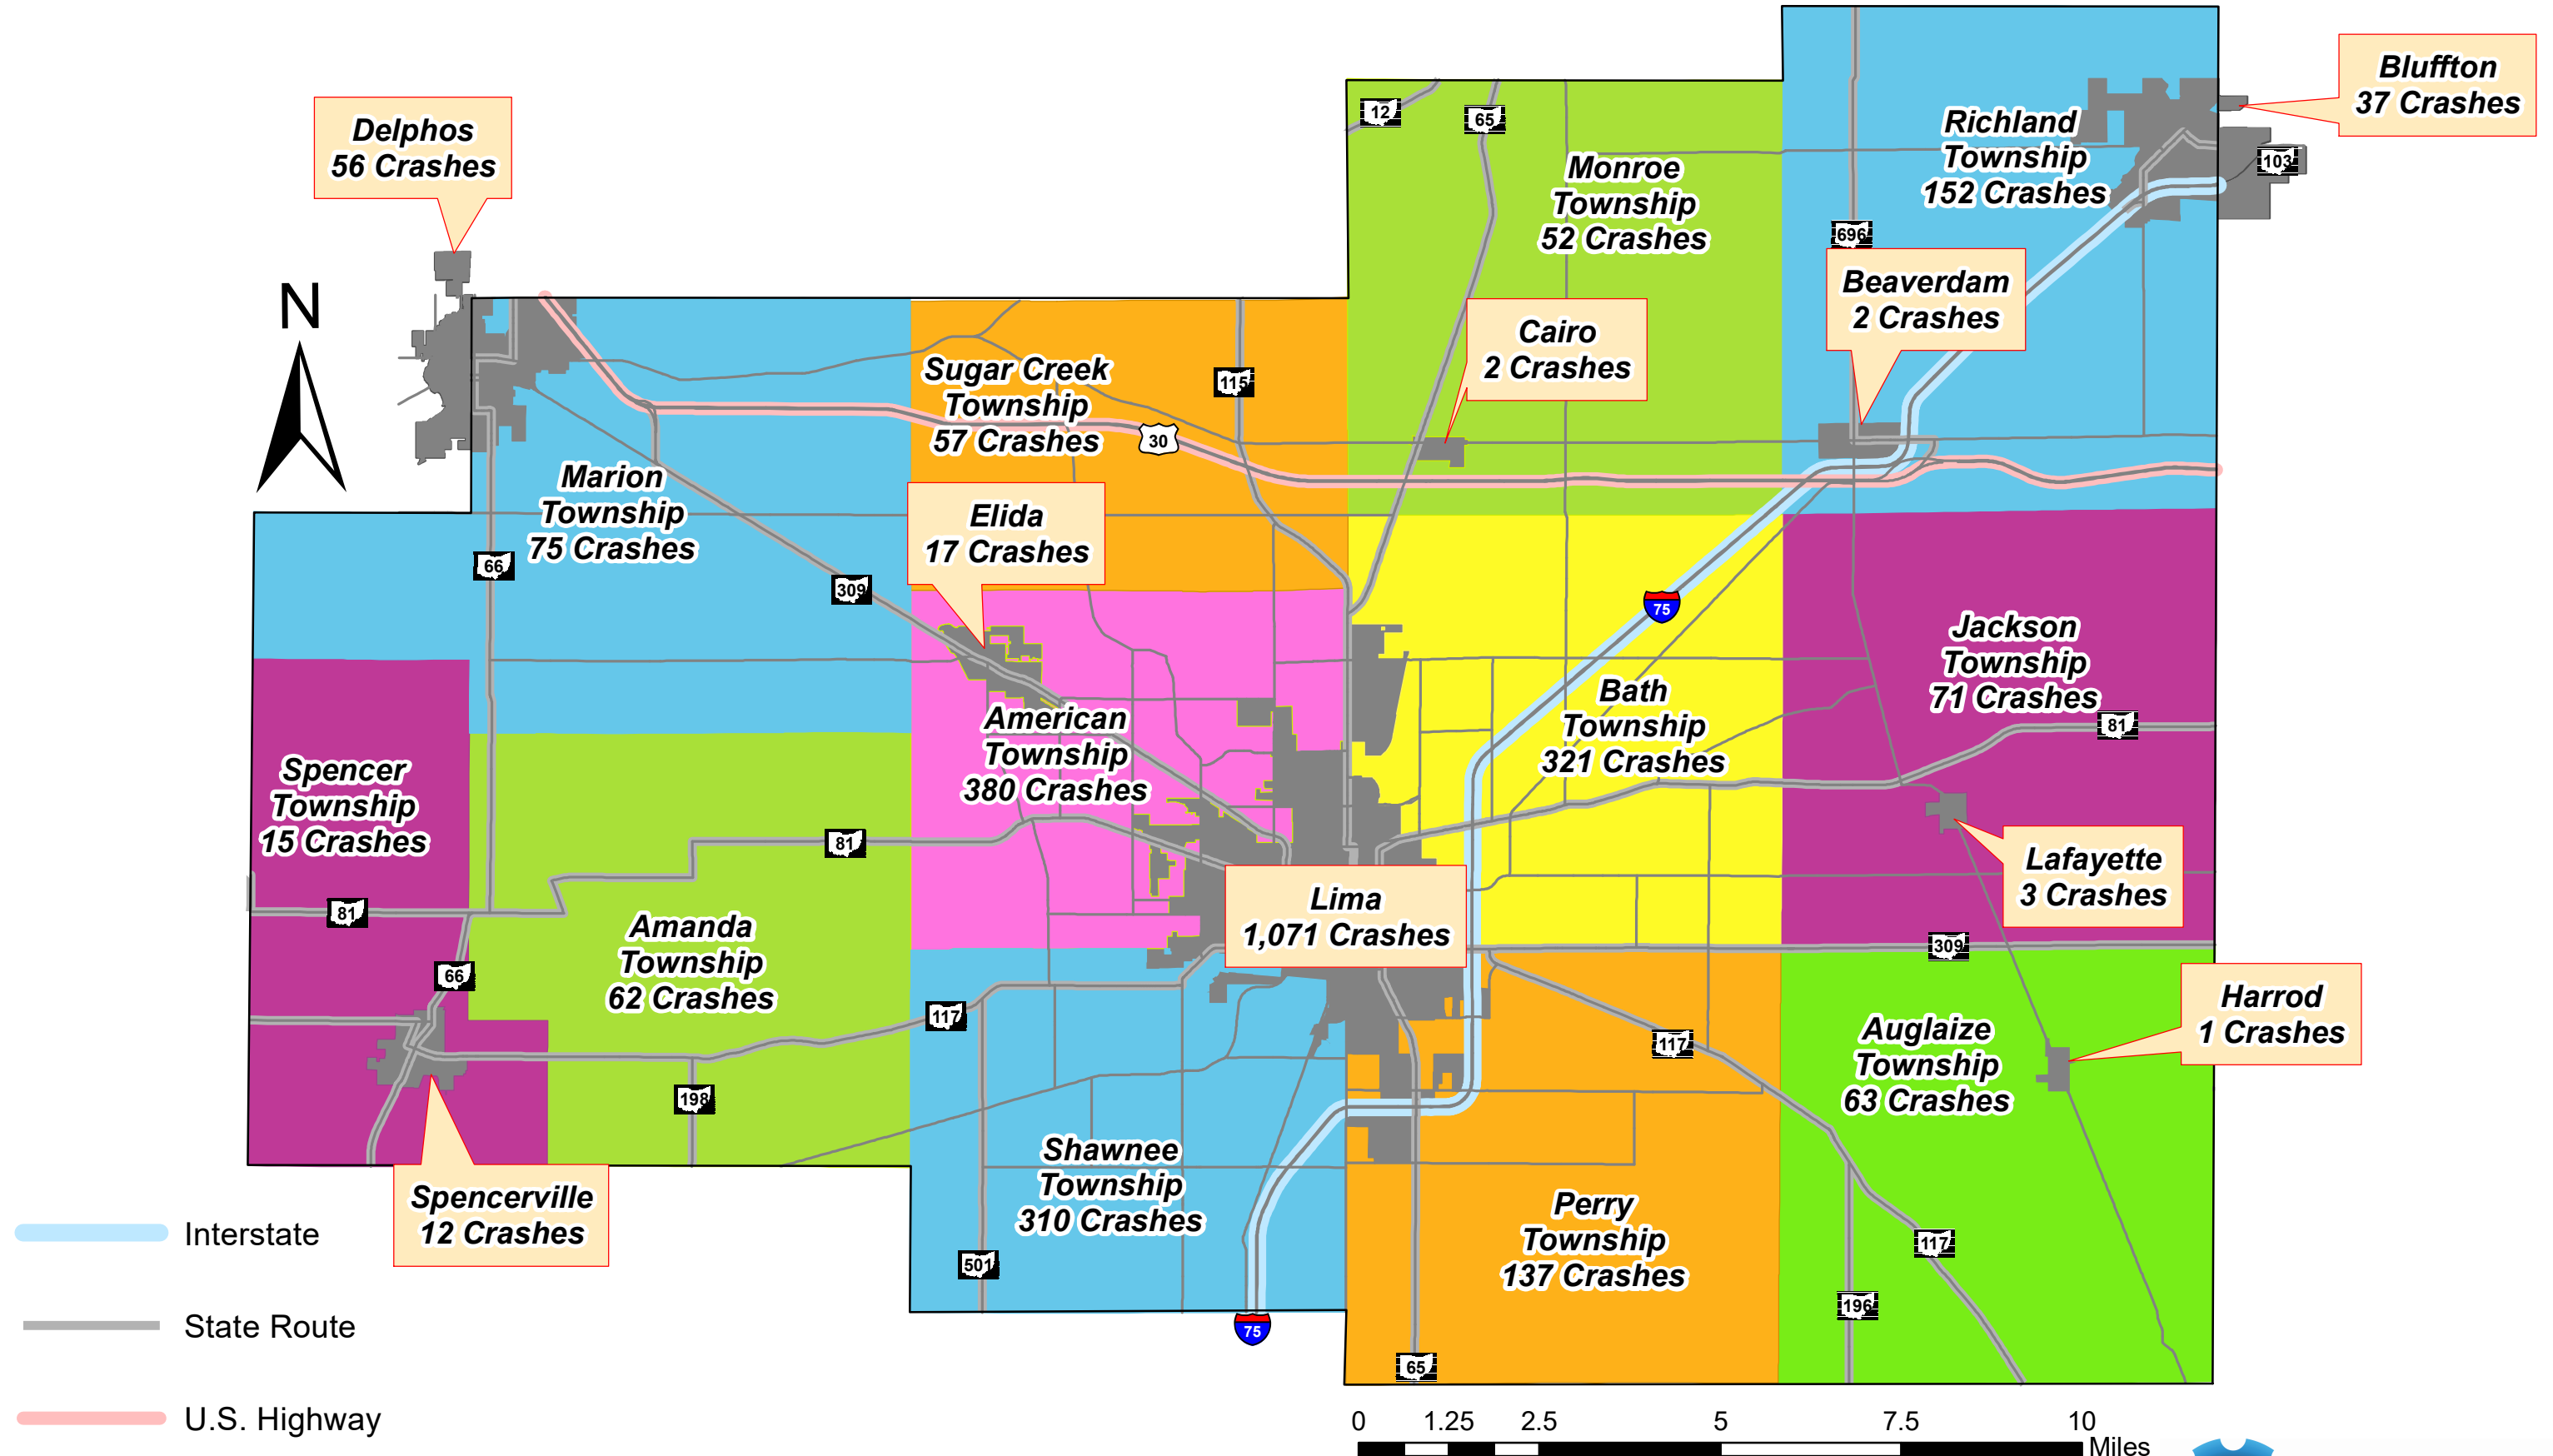 Bluffton
37 Crashes
12
65
Delphos
56 Crashes
Richland
Township
152 Crashes
103
Monroe
Township
52 Crashes
696
Beaverdam
2 Crashes
N
Cairo
2 Crashes
Sugar Creek
Township
57 Crashes
115
30
Marion
Township
75 Crashes
Elida
17 Crashes
66
309
75
Jackson
Township
71 Crashes
81
Bath
Township
321 Crashes
American
Township
380 Crashes
Spencer
Township
15 Crashes
81
81
Lafayette
3 Crashes
Lima
1,071 Crashes
Amanda
Township
62 Crashes
309
66
Harrod
1 Crashes
117
117
Auglaize
Township
63 Crashes
198
Shawnee
Township
310 Crashes
Spencerville
12 Crashes
Perry
Township
137 Crashes
Interstate
117
501
196
State Route
75
65
U.S. Highway
0 1.25 2.5 5 7.5 10
Miles